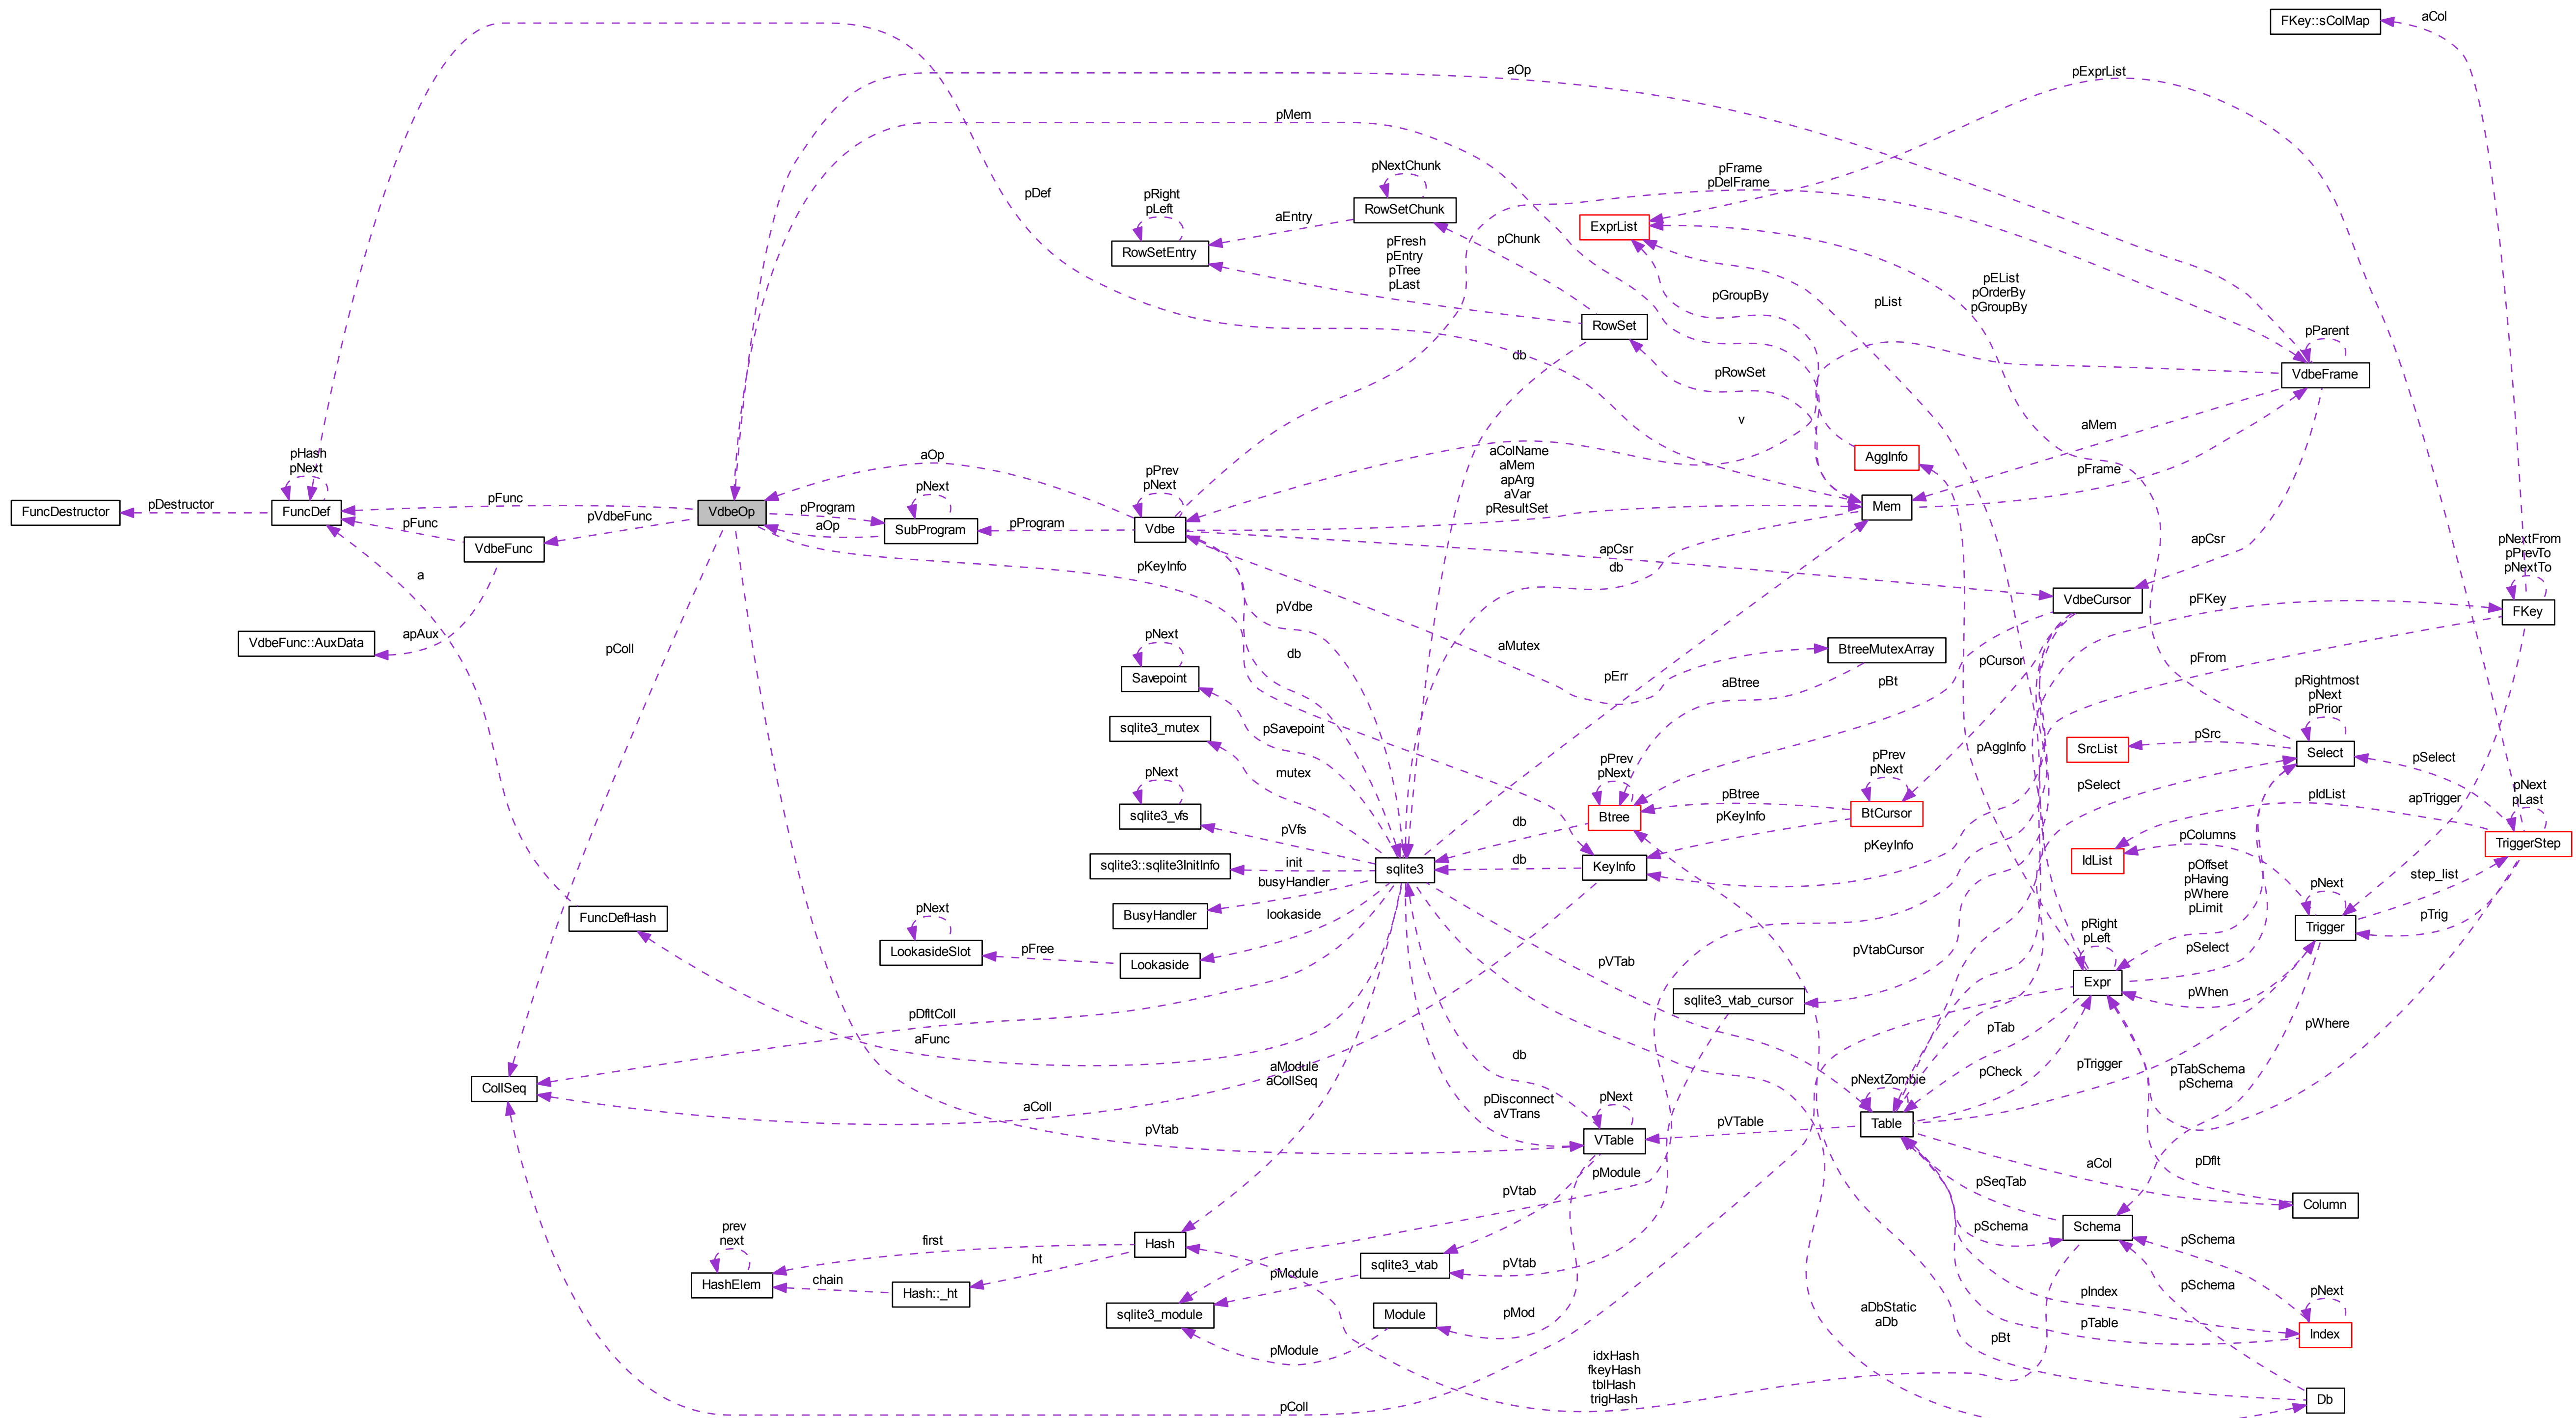 FKey::sColMap
aCol
aOp
pExprList
pMem
pNextChunk
pFrame
pDelFrame
pDef
pRight
pLeft
RowSetChunk
aEntry
ExprList
RowSetEntry
pFresh
pEntry
pTree
pLast
pChunk
pEList
pOrderBy
pGroupBy
pGroupBy
pList
RowSet
pParent
db
pRowSet
VdbeFrame
v
aMem
pHash
pNext
aOp
pPrev
pNext
aColName
aMem
apArg
aVar
pResultSet
AggInfo
pFrame
FuncDestructor
pDestructor
FuncDef
pFunc
VdbeOp
pProgram
pNext
aOp
SubProgram
pProgram
Vdbe
Mem
pFunc
pVdbeFunc
VdbeFunc
apCsr
db
apCsr
pNextFrom
pPrevTo
pNextTo
a
pKeyInfo
pVdbe
VdbeCursor
pFKey
FKey
VdbeFunc::AuxData
apAux
pColl
pNext
db
aMutex
BtreeMutexArray
pFrom
Savepoint
pErr
aBtree
pBt
pCursor
pRightmost
pNext
pPrior
sqlite3_mutex
pSavepoint
SrcList
pSrc
Select
pSelect
pNext
mutex
pPrev
pNext
pPrev
pNext
pAggInfo
pSelect
pNext
pLast
sqlite3_vfs
pVfs
db
Btree
pBtree
pKeyInfo
BtCursor
pIdList
apTrigger
TriggerStep
sqlite3::sqlite3InitInfo
init
sqlite3
db
KeyInfo
pKeyInfo
IdList
pColumns
step_list
busyHandler
BusyHandler
pOffset
pHaving
pWhere
pLimit
pNext
FuncDefHash
pNext
lookaside
pTrig
Trigger
LookasideSlot
pFree
Lookaside
pVTab
pVtabCursor
pRight
pLeft
pSelect
Expr
pWhen
sqlite3_vtab_cursor
pDfltColl
aFunc
db
pTab
pWhere
aModule
aCollSeq
pNextZombie
pCheck
pTrigger
pTabSchema
pSchema
CollSeq
aColl
pDisconnect
aVTrans
pNext
pVtab
VTable
pVTable
Table
pModule
aCol
pDflt
pVtab
pSeqTab
Column
prev
next
first
Hash
Schema
pSchema
pSchema
ht
sqlite3_vtab
pVtab
pModule
HashElem
chain
Hash::_ht
pSchema
pIndex
pNext
sqlite3_module
Module
pMod
aDbStatic
aDb
pTable
Index
pModule
pBt
idxHash
fkeyHash
tblHash
trigHash
pColl
Db